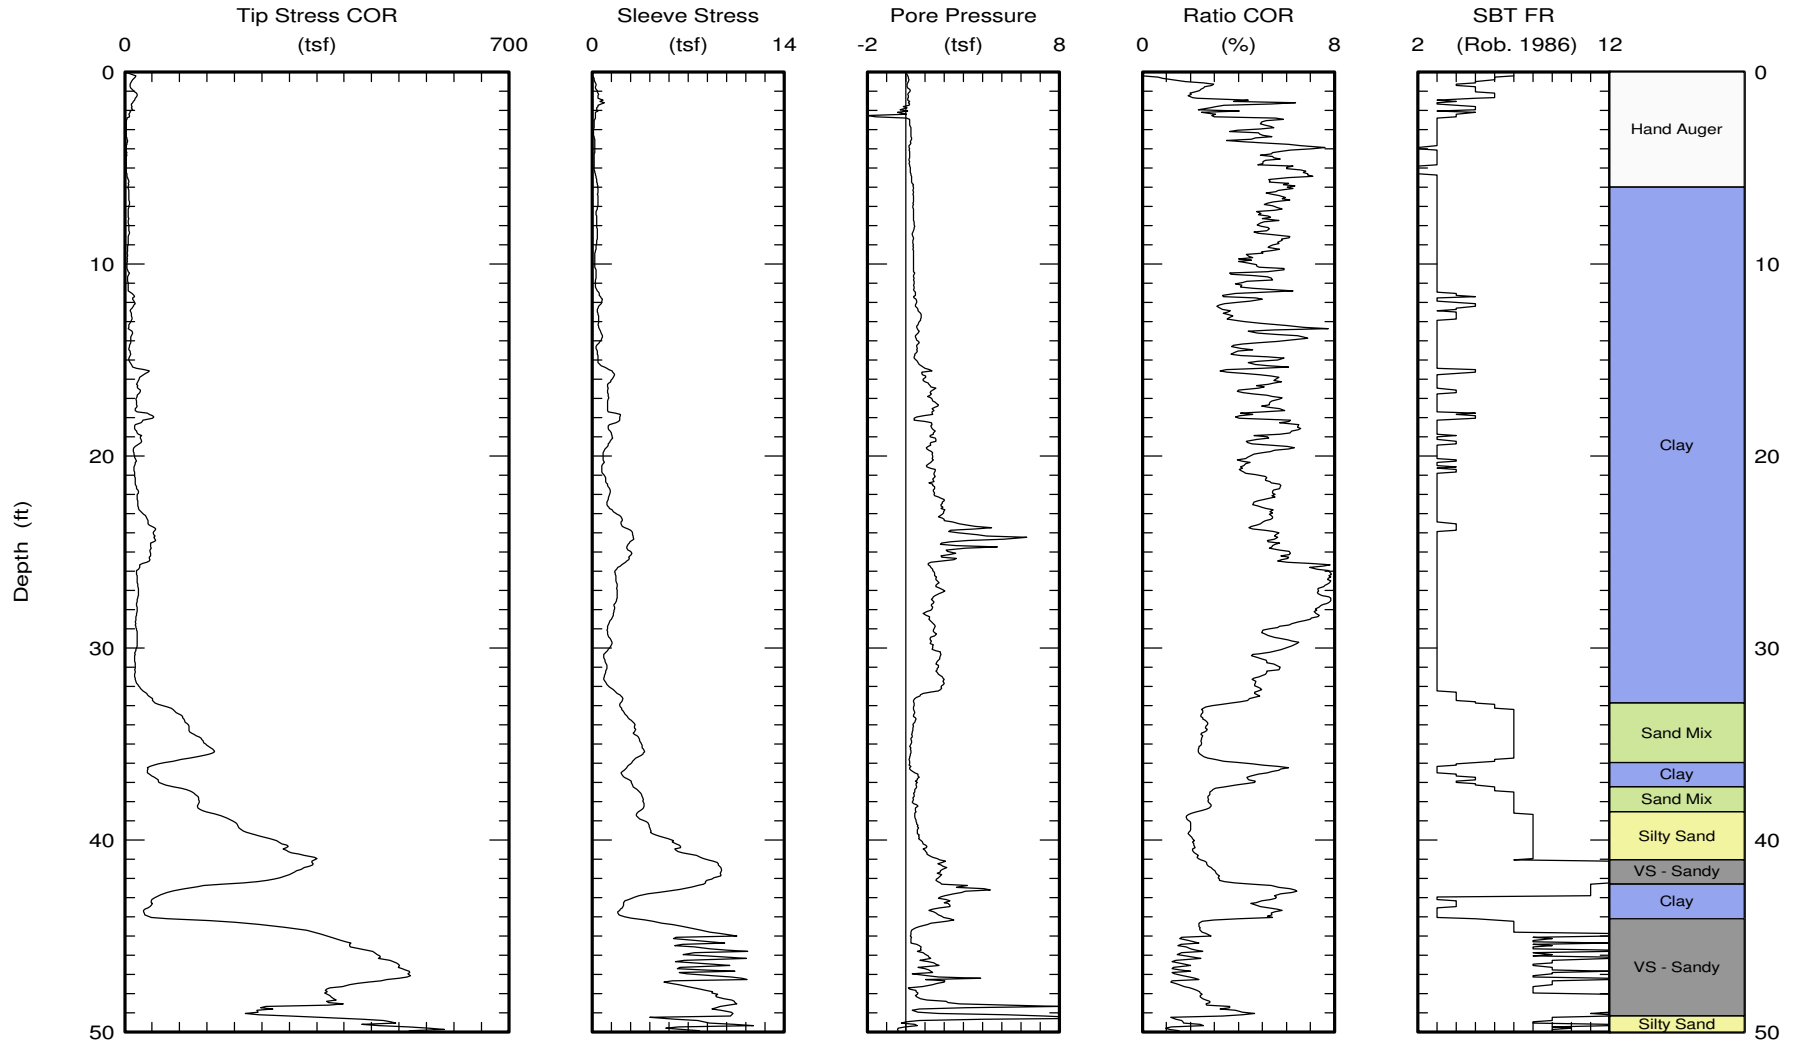 Tip Stress COR Sleeve Stress Pore Pressure Ratio COR SBT FR
0 (tsf) 700 0 (tsf) 14 -2 (tsf) 8 0 (%) 8 2 (Rob. 1986) 12
0 0
Hand Auger
10 10
Clay
20 20
Depth (ft)
30 30
Sand Mix
Clay
Sand Mix
Silty Sand
40 40
VS - Sandy
Clay
VS - Sandy
Silty Sand
50 50